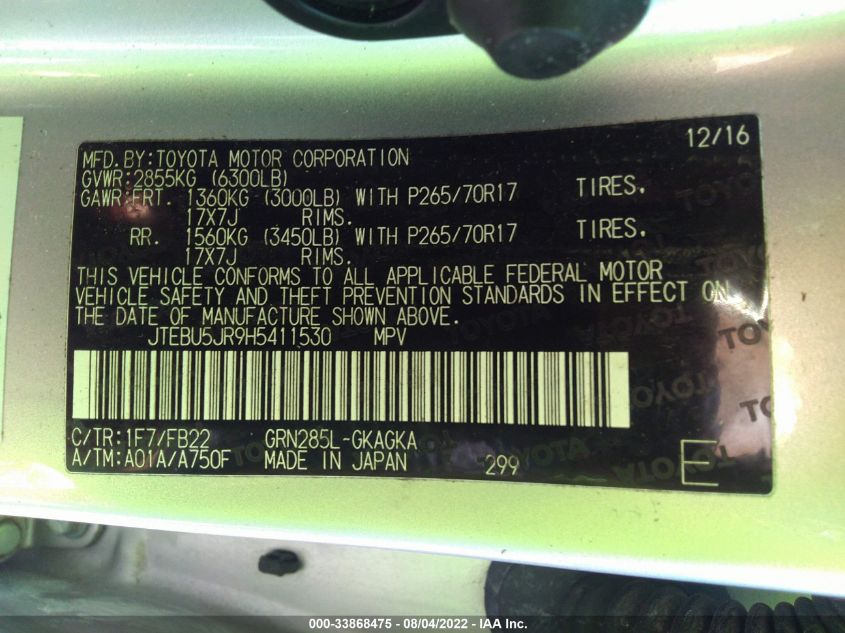 12/16
MFD. BY: TOYOTA MOTOR CORPORATION
GVWR: 2855KG (6300LB)
GAWR: FRT. 1360KG (3000LB) WITH P265/70R17 TIRES.
17X7J RIMS.
RR. 1560KG (3450LB) WITH P265/70R17 TIRES.
17X7J RIMS.
THIS VEHICLE CONFORMS TO ALL APPLICABLE FEDERAL MOTOR
VEHICLE SAFETY AND THEFT PREVENTION STANDARDS IN EFFECT ON
THE DATE OF MANUFACTURE SHOWN ABOVE.
JTEBU5JR9H5411530 MPV
C/TR: 1F7/FB22 GRN285L-GKAGKA
A/TM: A01A/A750F MADE IN JAPAN 299 E
000-33868475 - 08/04/2022 - IAA Inc.